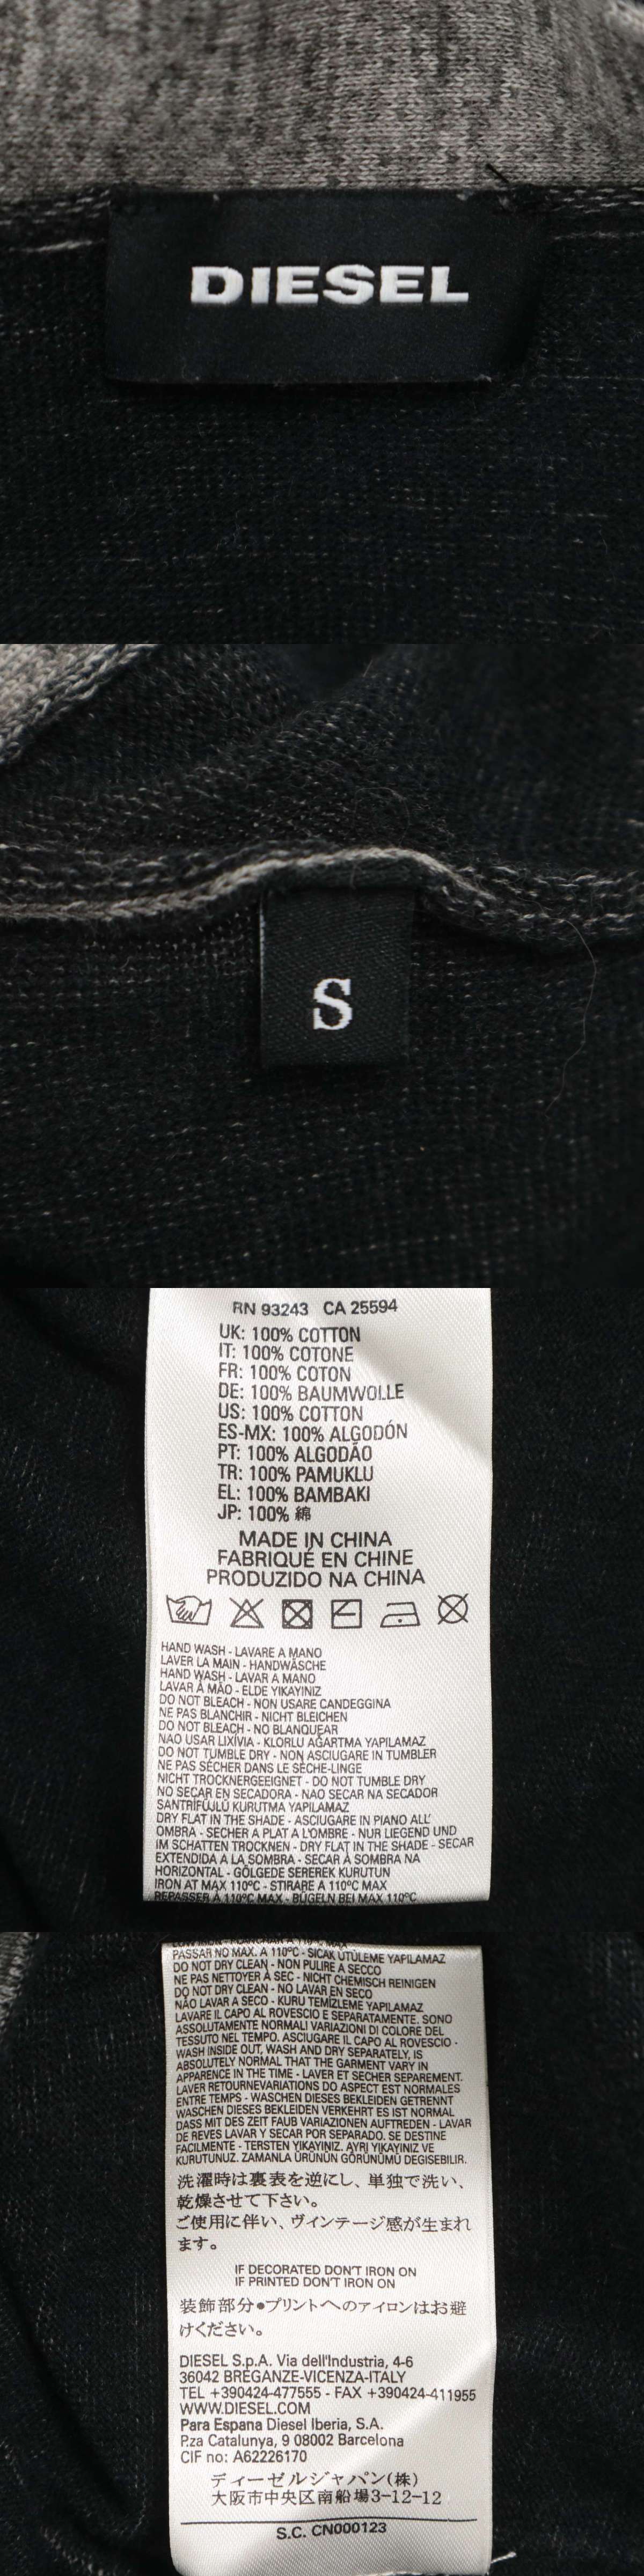 DIESEL
S
RN 93243 CA 25594
UK: 100% COTTON
IT: 100% COTONE
FR: 100% COTON
DE: 100% BAUMWOLLE
US: 100% COTTON
ES-MX: 100% ALGODÓN
PT: 100% ALGODÃO
TR: 100% PAMUKLU
EL: 100% BAMBAKI
JP: 100% 綿
MADE IN CHINA
FABRIQUÉ EN CHINE
PRODUZIDO NA CHINA
HAND WASH - LAVARE A MANO
LAVER LA MAIN - HANDWÄSCHE
HAND WASH - LAVAR A MANO
LAVAR À MÃO - ELDE YIKAYINIZ
DO NOT BLEACH - NON USARE CANDEGGINA
NE PAS BLANCHIR - NICHT BLEICHEN
DO NOT BLEACH - NO BLANQUEAR
NAO USAR LIXÍVIA - KLORLU AĞARTMA YAPILAMAZ
DO NOT TUMBLE DRY - NON ASCIUGARE IN TUMBLER
NE PAS SÈCHER DANS LE SÈCHE-LINGE
NICHT TROCKNERGEEIGNET - DO NOT TUMBLE DRY
NO SECAR EN SECADORA - NAO SECAR NA SECADOR
SANTRİFÜJLÜ KURUTMA YAPILAMAZ
DRY FLAT IN THE SHADE - ASCIUGARE IN PIANO ALL'
OMBRA - SECHER A PLAT A L'OMBRE - NUR LIEGEND UND
IM SCHATTEN TROCKNEN - DRY FLAT IN THE SHADE - SECAR
EXTENDIDA A LA SOMBRA - SECAR À SOMBRA NA
HORIZONTAL - GÖLGEDE SEREREK KURUTUN
IRON AT MAX 110°C - STIRARE A 110°C MAX
REPASSER À 110°C MAX - BÜGELN BEI MAX 110°C
PASSAR NO MAX. A 110°C - SICAK ÜTÜLEME YAPILAMAZ
DO NOT DRY CLEAN - NON PULIRE A SECCO
NE PAS NETTOYER À SEC - NICHT CHEMISCH REINIGEN
DO NOT DRY CLEAN - NO LAVAR EN SECO
NÃO LAVAR A SECO - KURU TEMİZLEME YAPILAMAZ
LAVARE IL CAPO AL ROVESCIO E SEPARATAMENTE. SONO
ASSOLUTAMENTE NORMALI VARIAZIONI DI COLORE DEL
TESSUTO NEL TEMPO. ASCIUGARE IL CAPO AL ROVESCIO -
WASH INSIDE OUT, WASH AND DRY SEPARATELY, IS
ABSOLUTELY NORMAL THAT THE GARMENT VARY IN
APPARENCE IN THE TIME - LAVER ET SECHER SEPAREMENT.
LAVER RETOURNEVARIATIONS DO ASPECT EST NORMALES
ENTRE TEMPS - WASCHEN DIESES BEKLEIDEN GETRENNT
WASCHEN DIESES BEKLEIDEN VERKEHRT ES IST NORMAL
DASS MIT DES ZEIT FAUB VARIAZIONEN AUFTREDEN - LAVAR
DE REVES LAVAR Y SECAR POR SEPARADO. SE DESTINE
FACILMENTE - TERSTEN YIKAYINIZ. AYRI YIKAYINIZ VE
KURUTUNUZ. ZAMANLA ÜRÜNÜN GÖRÜNÜMÜ DEGISEBILIR.
洗濯時は裏表を逆にし、単独で洗い、
乾燥させて下さい。
ご使用に伴い、ヴィンテージ感が生まれ
ます。
IF DECORATED DON'T IRON ON
IF PRINTED DON'T IRON ON
装飾部分●プリントへのアイロンはお避
けください。
DIESEL S.p.A. Via dell'Industria, 4-6
36042 BREGANZE-VICENZA-ITALY
TEL +390424-477555 - FAX +390424-411955
WWW.DIESEL.COM
Para Espana Diesel Iberia, S.A.
P.za Catalunya, 9 08002 Barcelona
CIF no: A62226170
ディーゼルジャパン(株)
大阪市中央区南船場3-12-12
S.C. CN000123